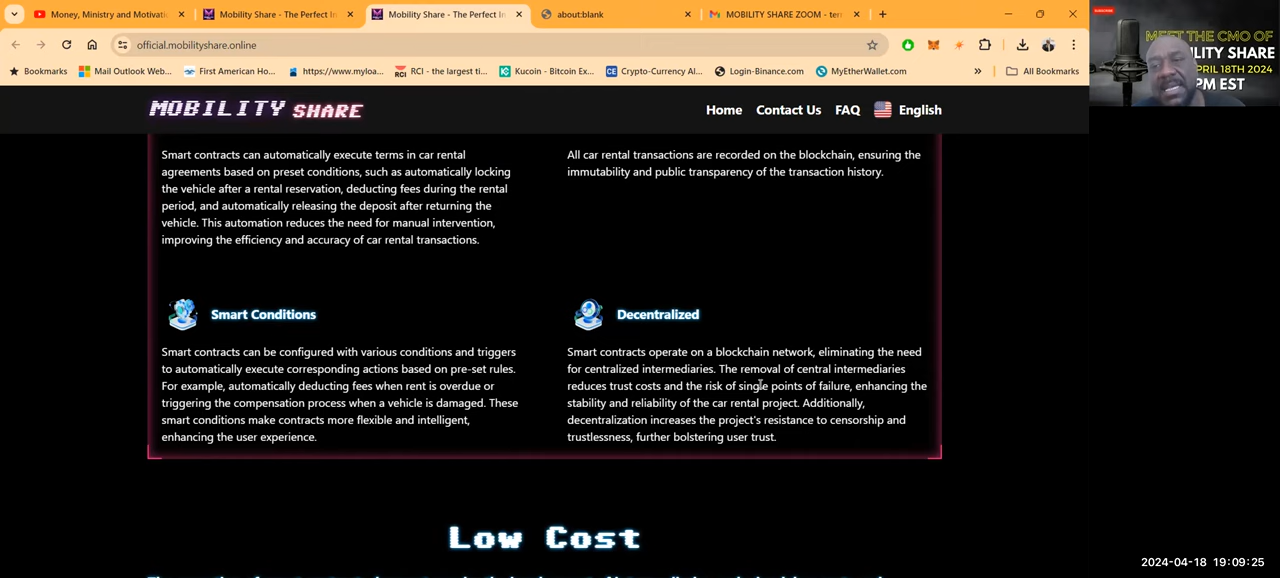 Money, Ministry and Motivati
Mobility Share - The Perfect In
Mobility Share - The Perfect In
about:blank
MOBILITY SHARE ZOOM - ter
official.mobilityshare.online
Bookmarks
Mail Outlook Web...
First American Ho...
https://www.myloa...
RCI - the largest ti...
Kucoin - Bitcoin Ex...
Crypto-Currency Al...
Login-Binance.com
MyEtherWallet.com
All Bookmarks
SUBSCRIBE
MEET THE CMO OF
ILITY SHARE
APRIL 18TH 2024
PM EST
MOBILITY SHARE
Home
Contact Us
FAQ
English
Smart contracts can automatically execute terms in car rental
agreements based on preset conditions, such as automatically locking
the vehicle after a rental reservation, deducting fees during the rental
period, and automatically releasing the deposit after returning the
vehicle. This automation reduces the need for manual intervention,
improving the efficiency and accuracy of car rental transactions.
All car rental transactions are recorded on the blockchain, ensuring the
immutability and public transparency of the transaction history.
Smart Conditions
Smart contracts can be configured with various conditions and triggers
to automatically execute corresponding actions based on pre-set rules.
For example, automatically deducting fees when rent is overdue or
triggering the compensation process when a vehicle is damaged. These
smart conditions make contracts more flexible and intelligent,
enhancing the user experience.
Decentralized
Smart contracts operate on a blockchain network, eliminating the need
for centralized intermediaries. The removal of central intermediaries
reduces trust costs and the risk of single points of failure, enhancing the
stability and reliability of the car rental project. Additionally,
decentralization increases the project's resistance to censorship and
trustlessness, further bolstering user trust.
Low Cost
2024-04-18 19:09:25